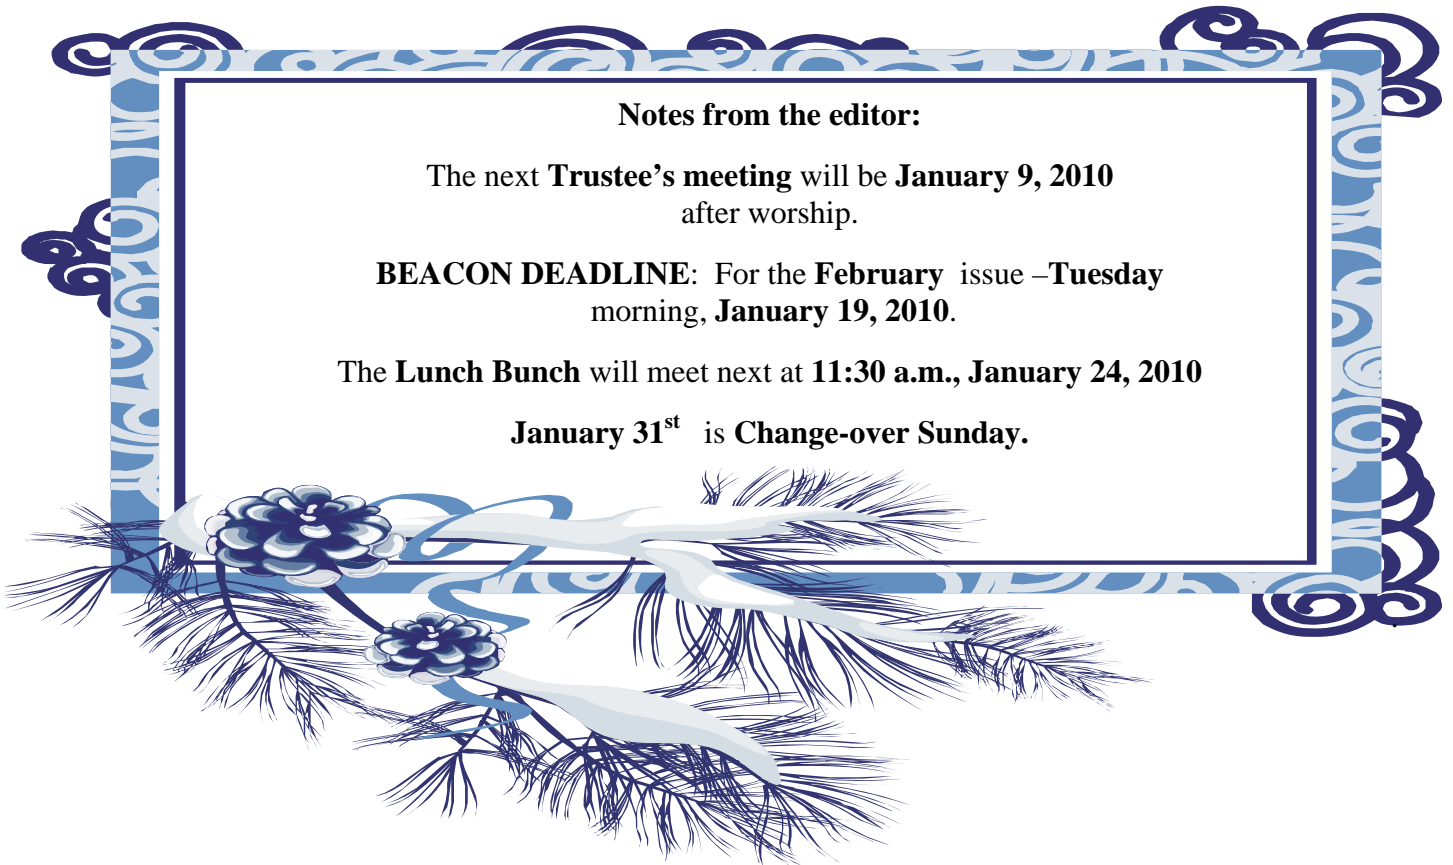 Notes from the editor:
The next Trustee’s meeting will be January 9, 2010
after worship.
BEACON DEADLINE:  For the February  issue –Tuesday
morning, January 19, 2010.
The Lunch Bunch will meet next at 11:30 a.m., January 24, 2010
January 31st   is Change-over Sunday.
.